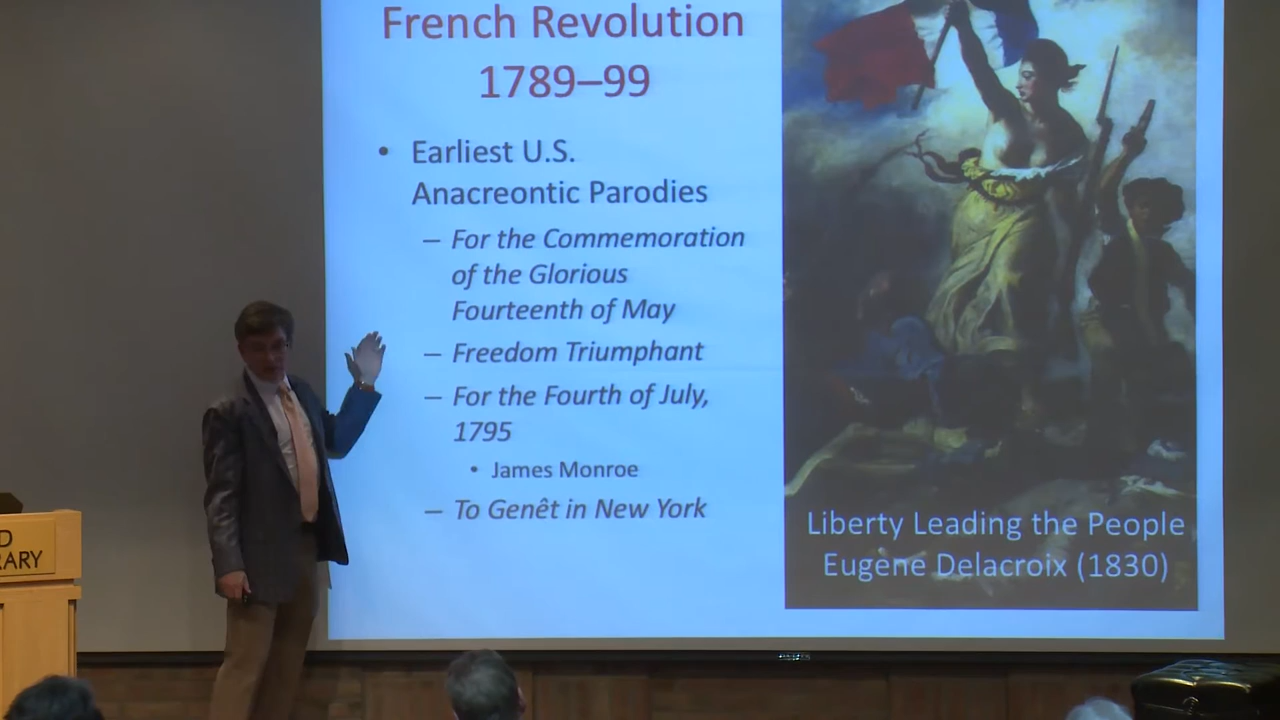 French Revolution
1789–99
• Earliest U.S.
Anacreontic Parodies
– For the Commemoration
of the Glorious
Fourteenth of May
– Freedom Triumphant
– For the Fourth of July,
1795
• James Monroe
– To Genêt in New York
Liberty Leading the People
Eugene Delacroix (1830)
D
RARY